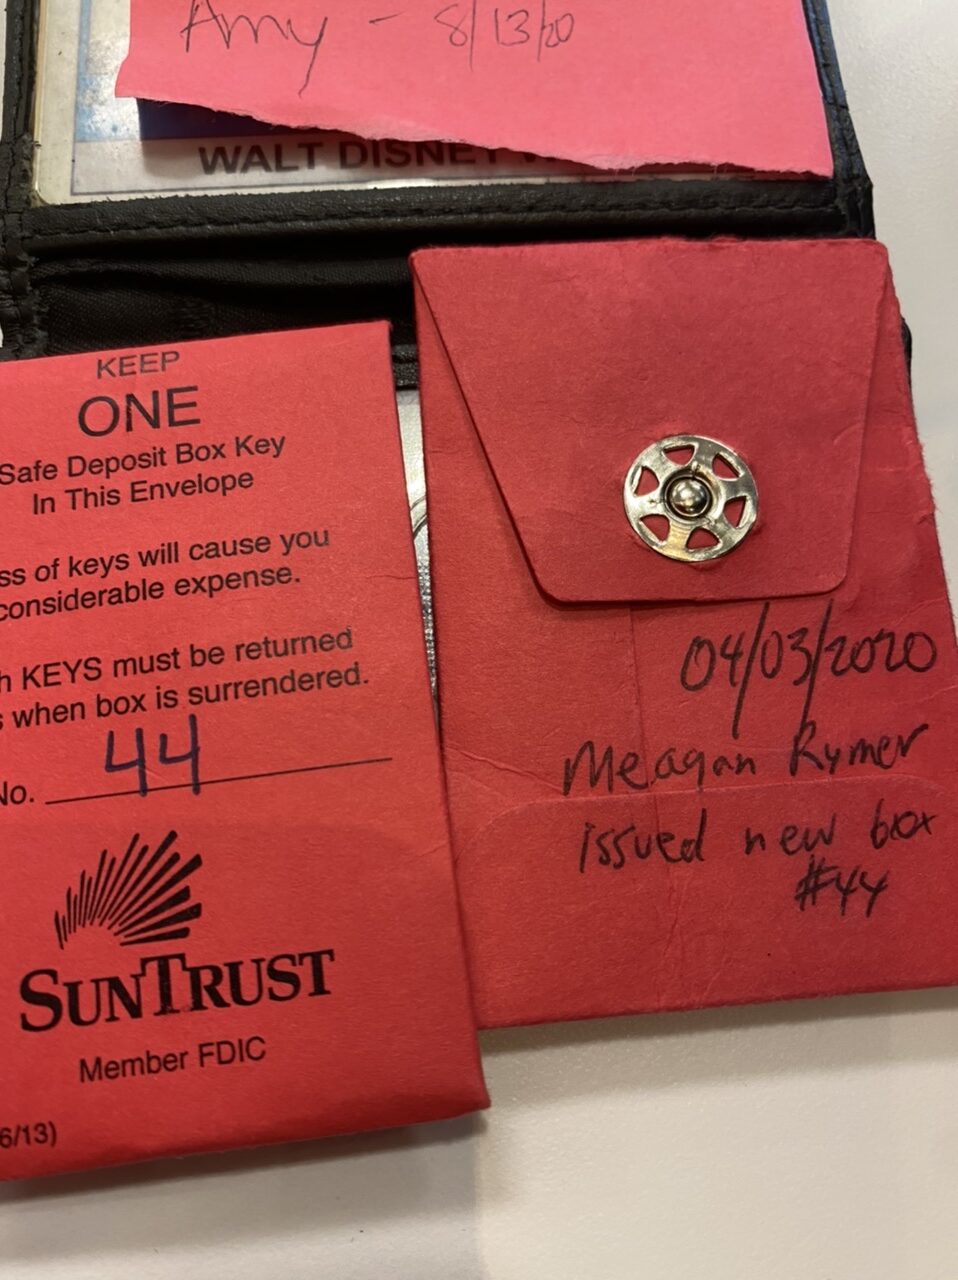 Amy - 8/13/20
WALT DISNEY
KEEP
ONE
Safe Deposit Box Key
In This Envelope
ss of keys will cause you
considerable expense.
h KEYS must be returned
s when box is surrendered.
No. 44
SUNTRUST
Member FDIC
6/13)
04/03/2020
Meagan Rymer
issued new box
#44